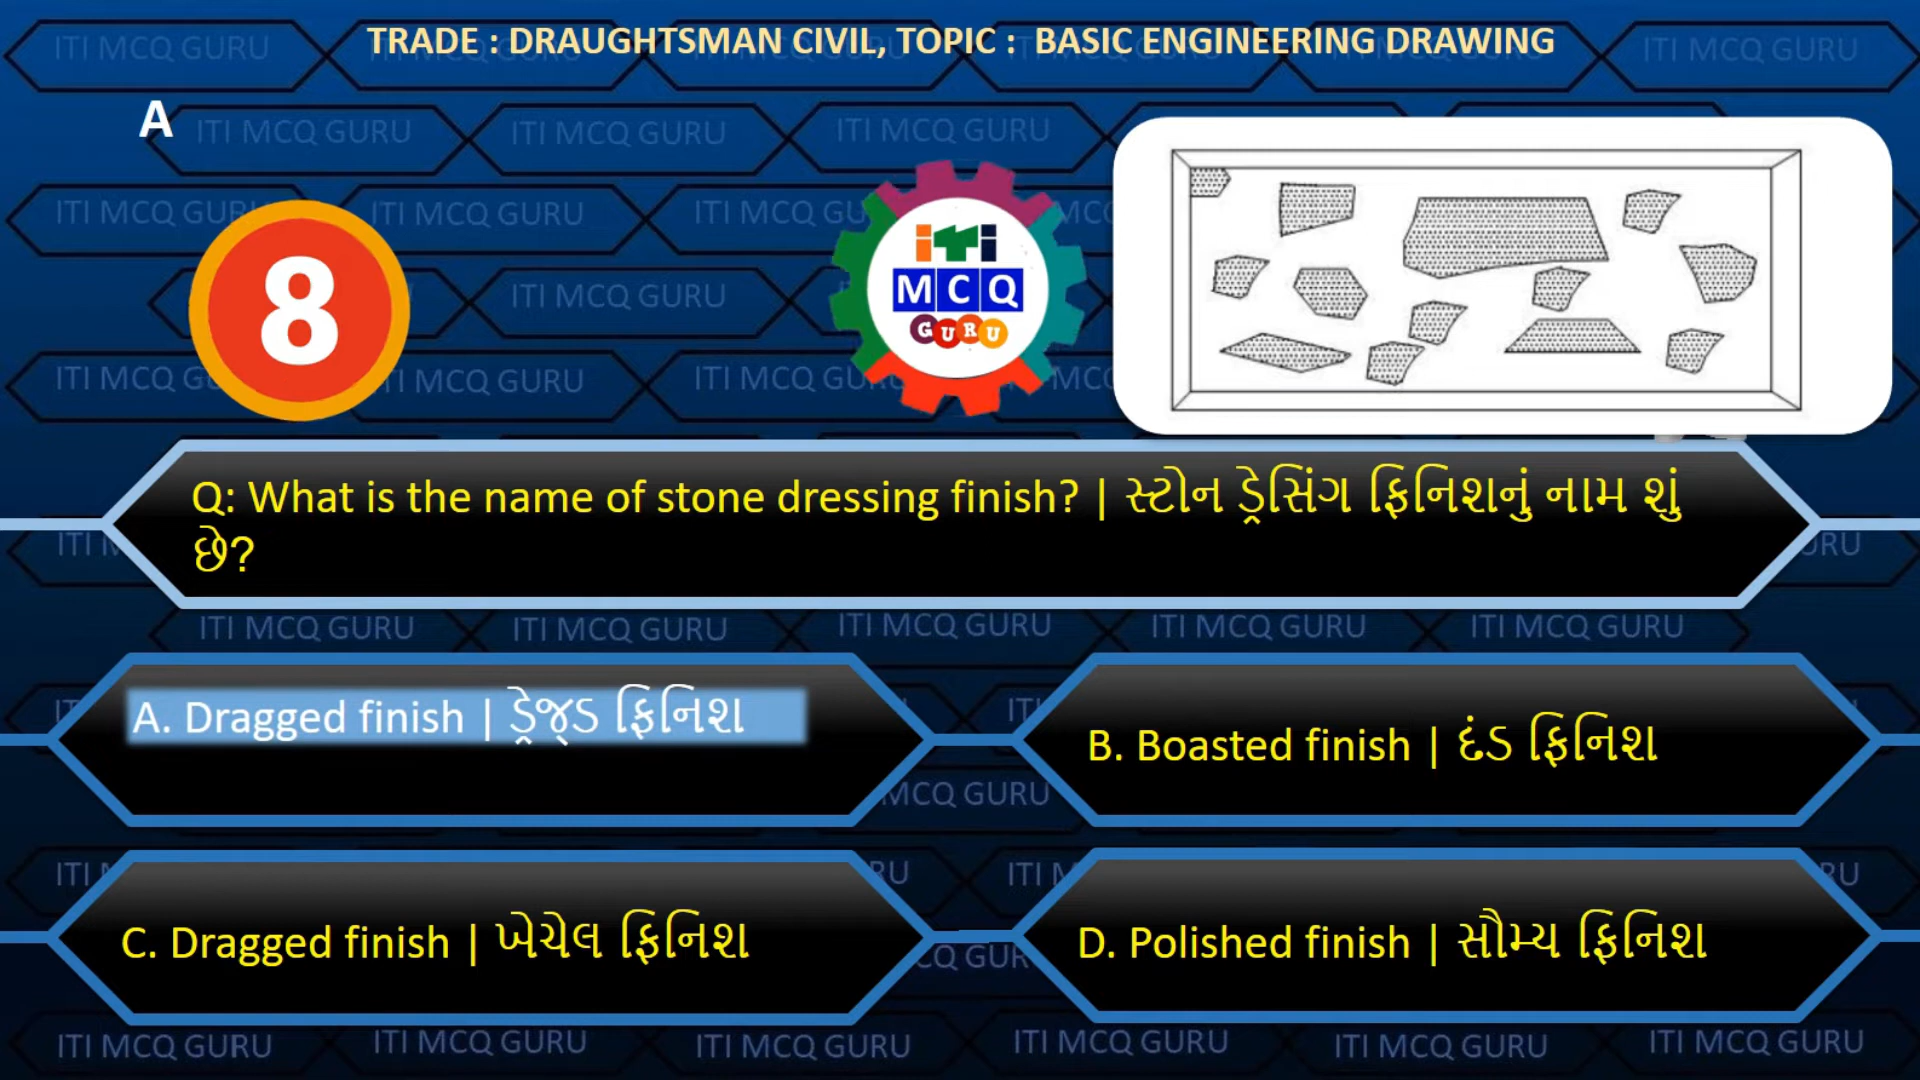 TRADE : DRAUGHTSMAN CIVIL, TOPIC :  BASIC ENGINEERING DRAWING
A
8
iTi
MCQ
GURU
Q: What is the name of stone dressing finish? | સ્ટોન ડ્રેસિંગ ફિનિશનું નામ શું
છે?
A. Dragged finish | ડ્રેજ્ડ ફિનિશ
B. Boasted finish | દંડ ફિનિશ
C. Dragged finish | ખેચેલ ફિનિશ
D. Polished finish | સૌમ્ય ફિનિશ
ITI MCQ GURU